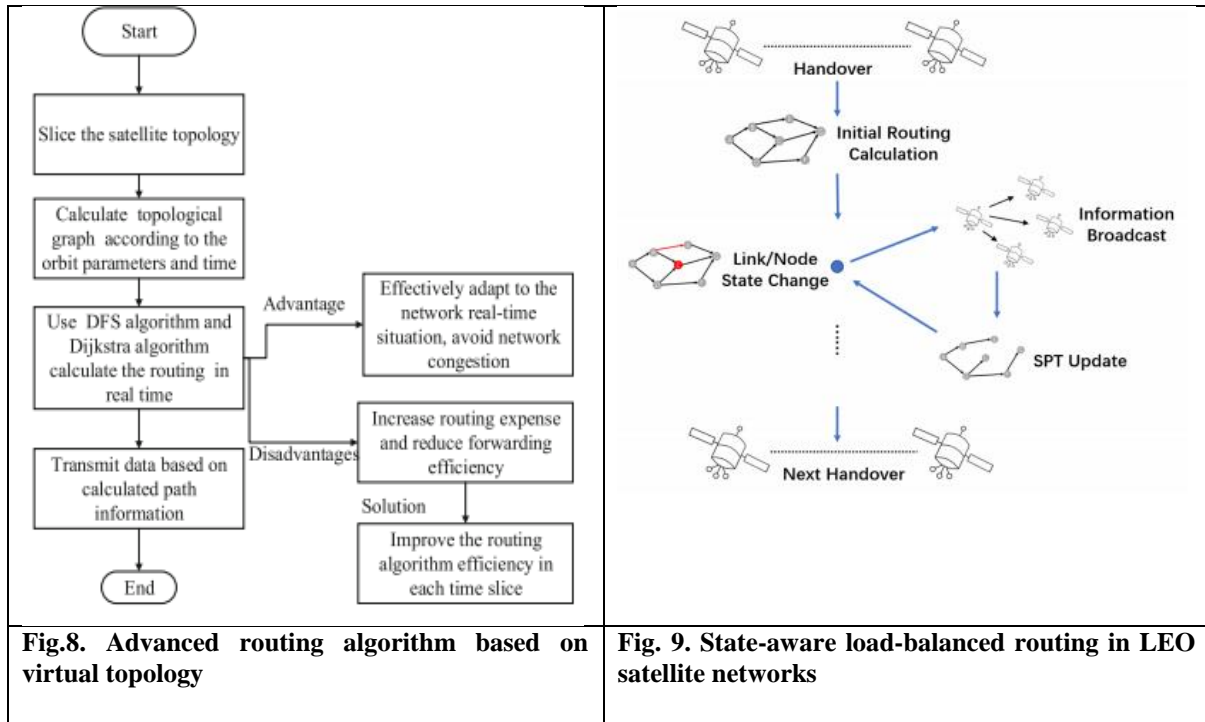 Start
Slice the satellite topology
Calculate topological
graph according to the
orbit parameters and time
Use DFS algorithm and
Dijkstra algorithm
calculate the routing in
real time
Transmit data based on
calculated path
information
End
Advantage
Effectively adapt to the
network real-time
situation, avoid network
congestion
Disadvantages
Increase routing expense
and reduce forwarding
efficiency
Solution
Improve the routing
algorithm efficiency in
each time slice
Fig.8. Advanced routing algorithm based on
virtual topology
Handover
Initial Routing
Calculation
Information
Broadcast
Link/Node
State Change
SPT Update
Next Handover
Fig. 9. State-aware load-balanced routing in LEO
satellite networks